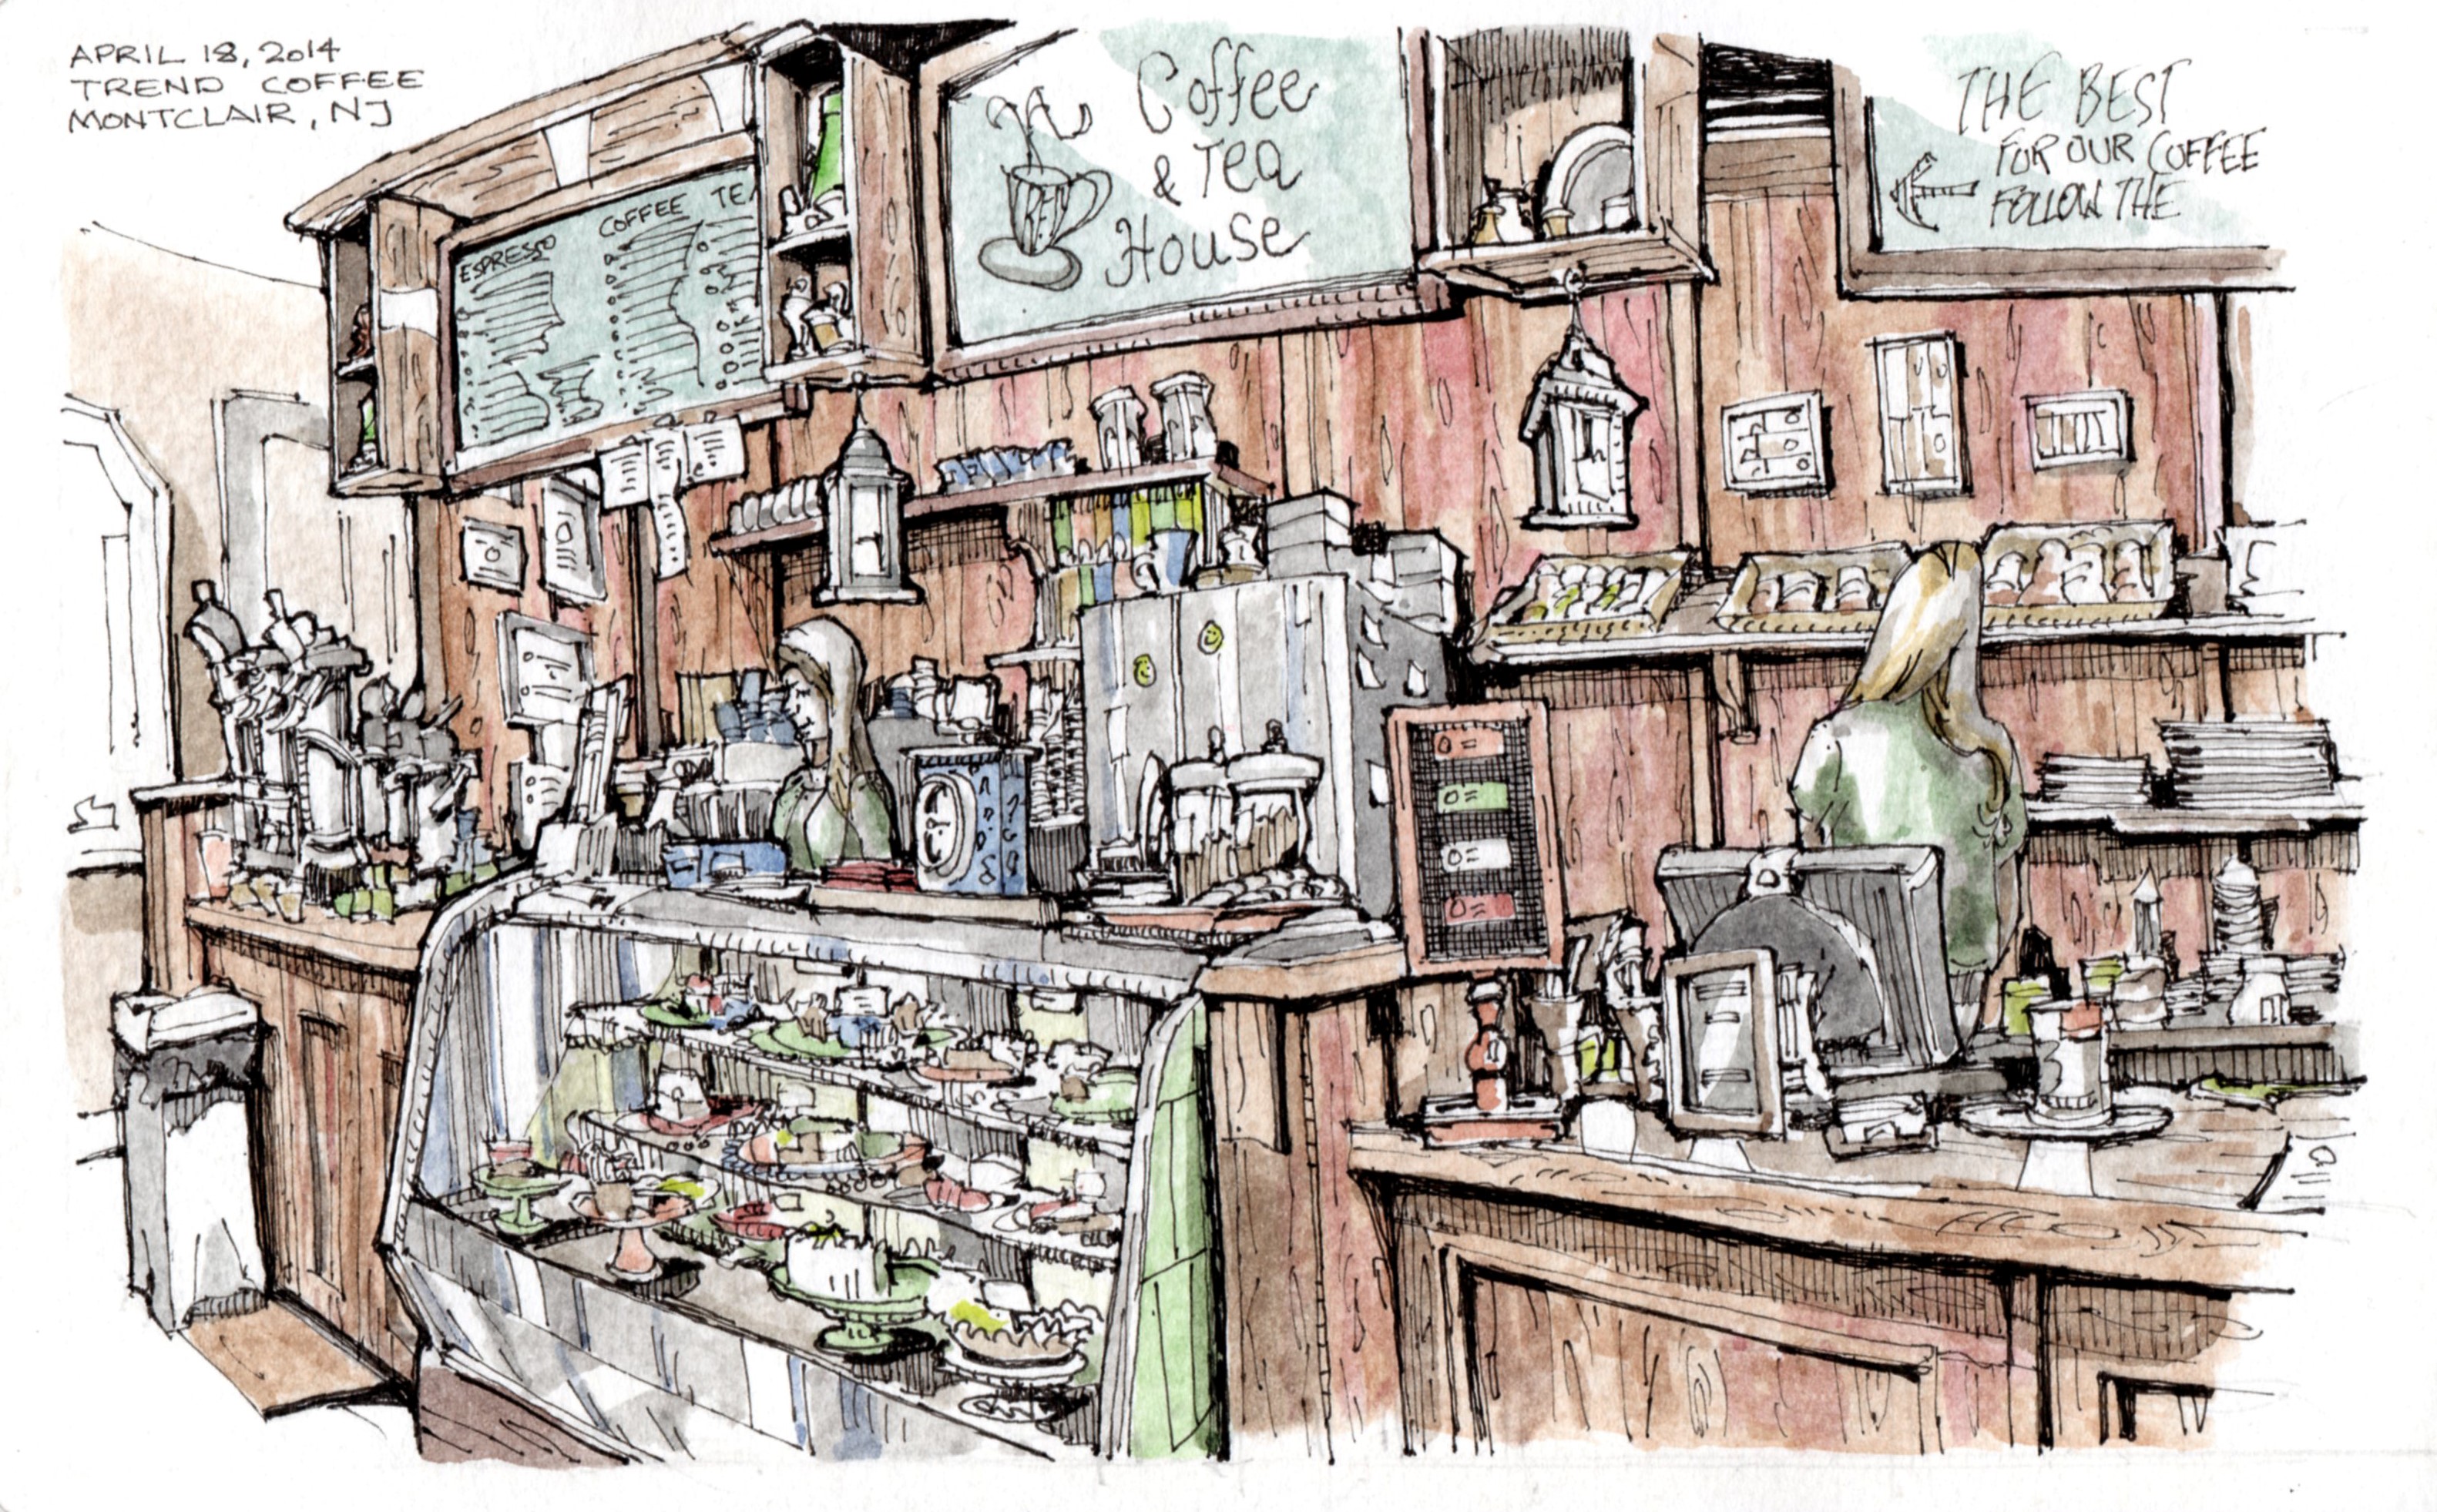 APRIL 18, 2014
TREND COFFEE
MONTCLAIR, NJ
ESPRESSO
COFFEE
TEA
Coffee
& Tea
House
THE BEST
FOR OUR COFFEE
FOLLOW THE